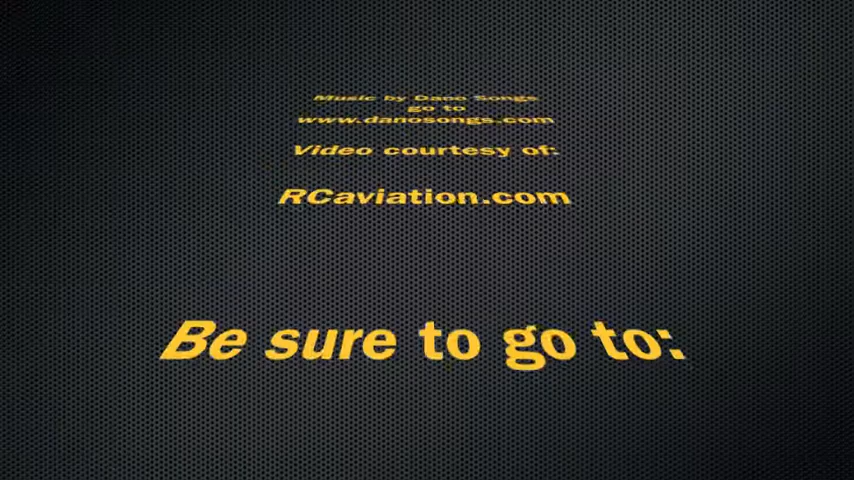 Music by Dano Songs
go to
www.danosongs.com
Video courtesy of:
RCaviation.com
Be sure to go to: